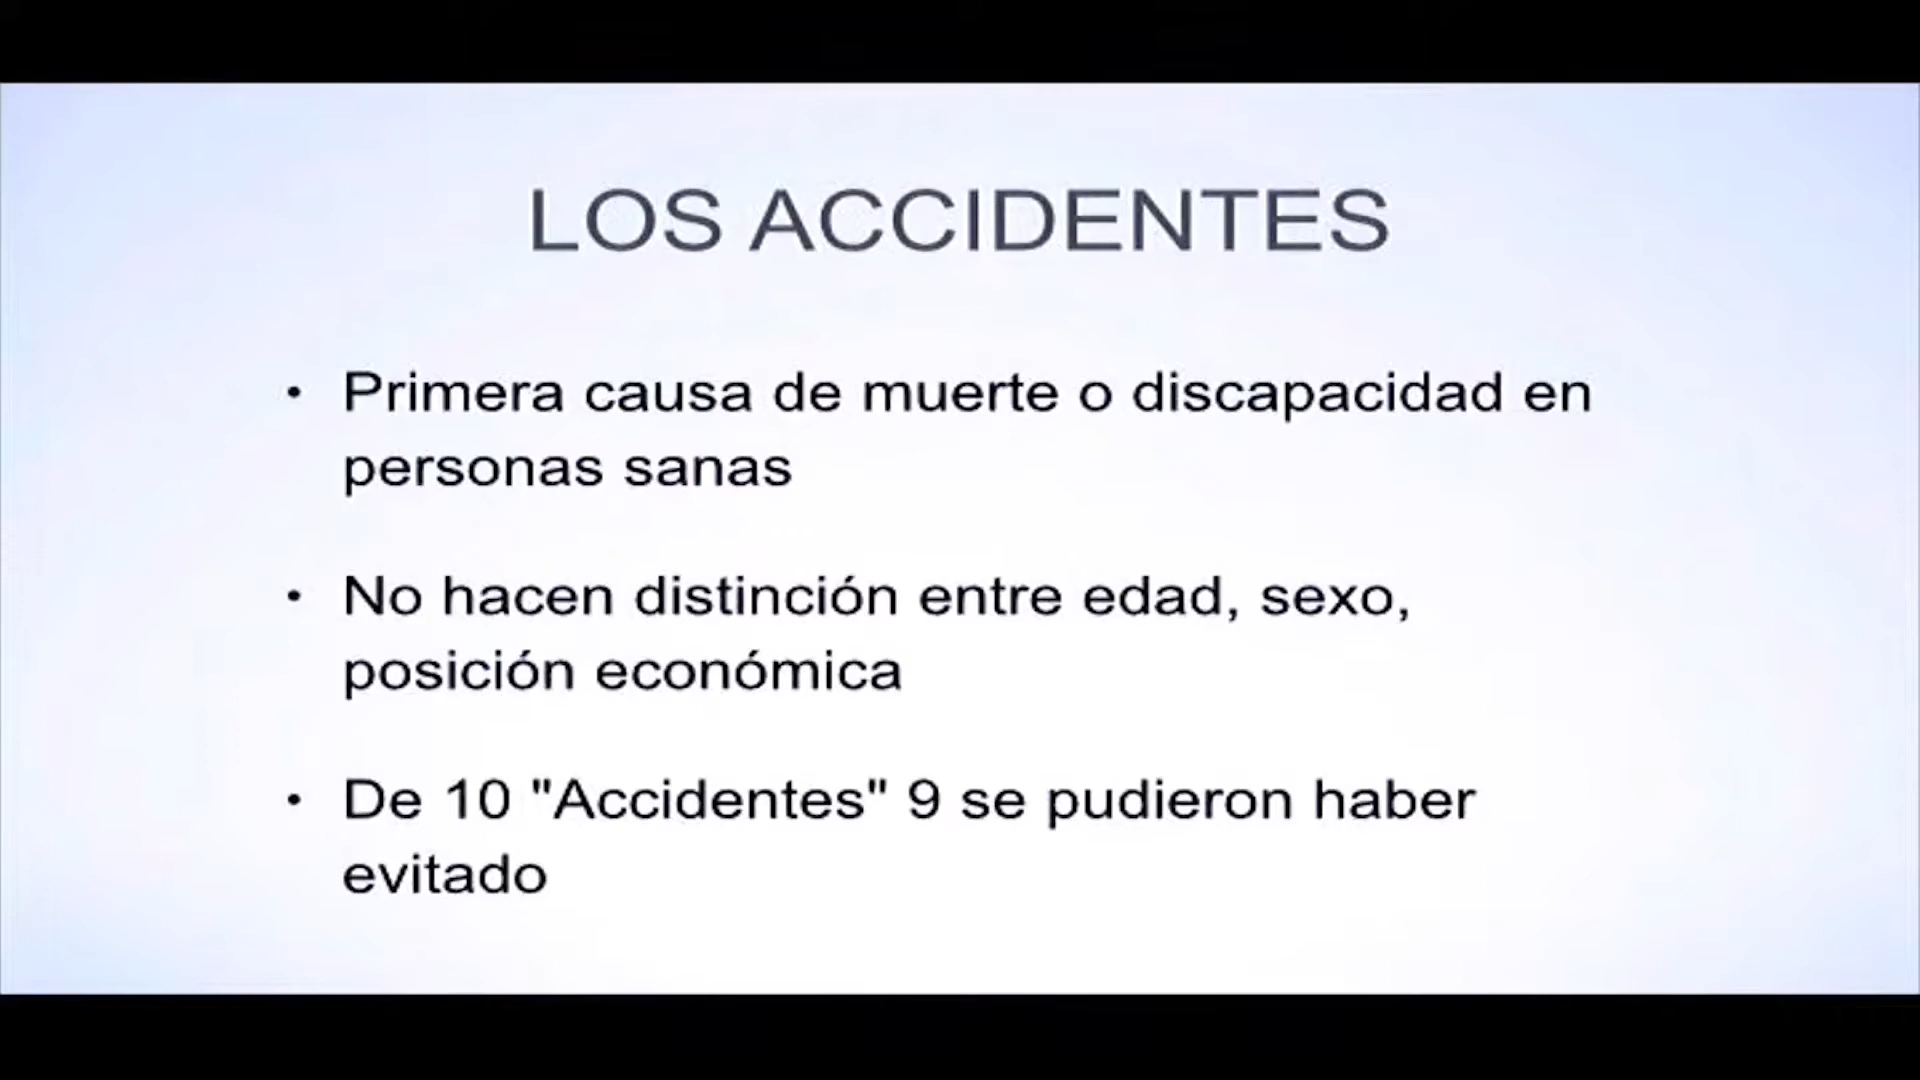 LOS ACCIDENTES
• Primera causa de muerte o discapacidad en
personas sanas
• No hacen distinción entre edad, sexo,
posición económica
• De 10 "Accidentes" 9 se pudieron haber
evitado